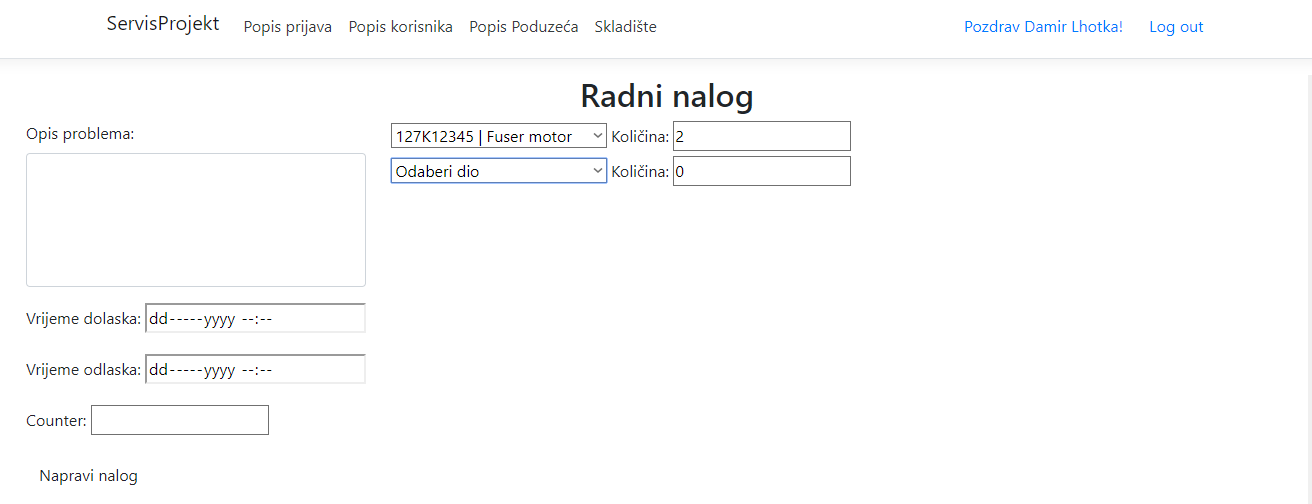 ServisProjekt Popis prijava Popis korisnika Popis Poduzeća Skladište Pozdrav Damir Lhotka! Log out
Radni nalog
Opis problema:
127K12345 | Fuser motor Količina: 2
Odaberi dio Količina: 0
Vrijeme dolaska: dd-----yyyy --:--
Vrijeme odlaska: dd-----yyyy --:--
Counter:
Napravi nalog